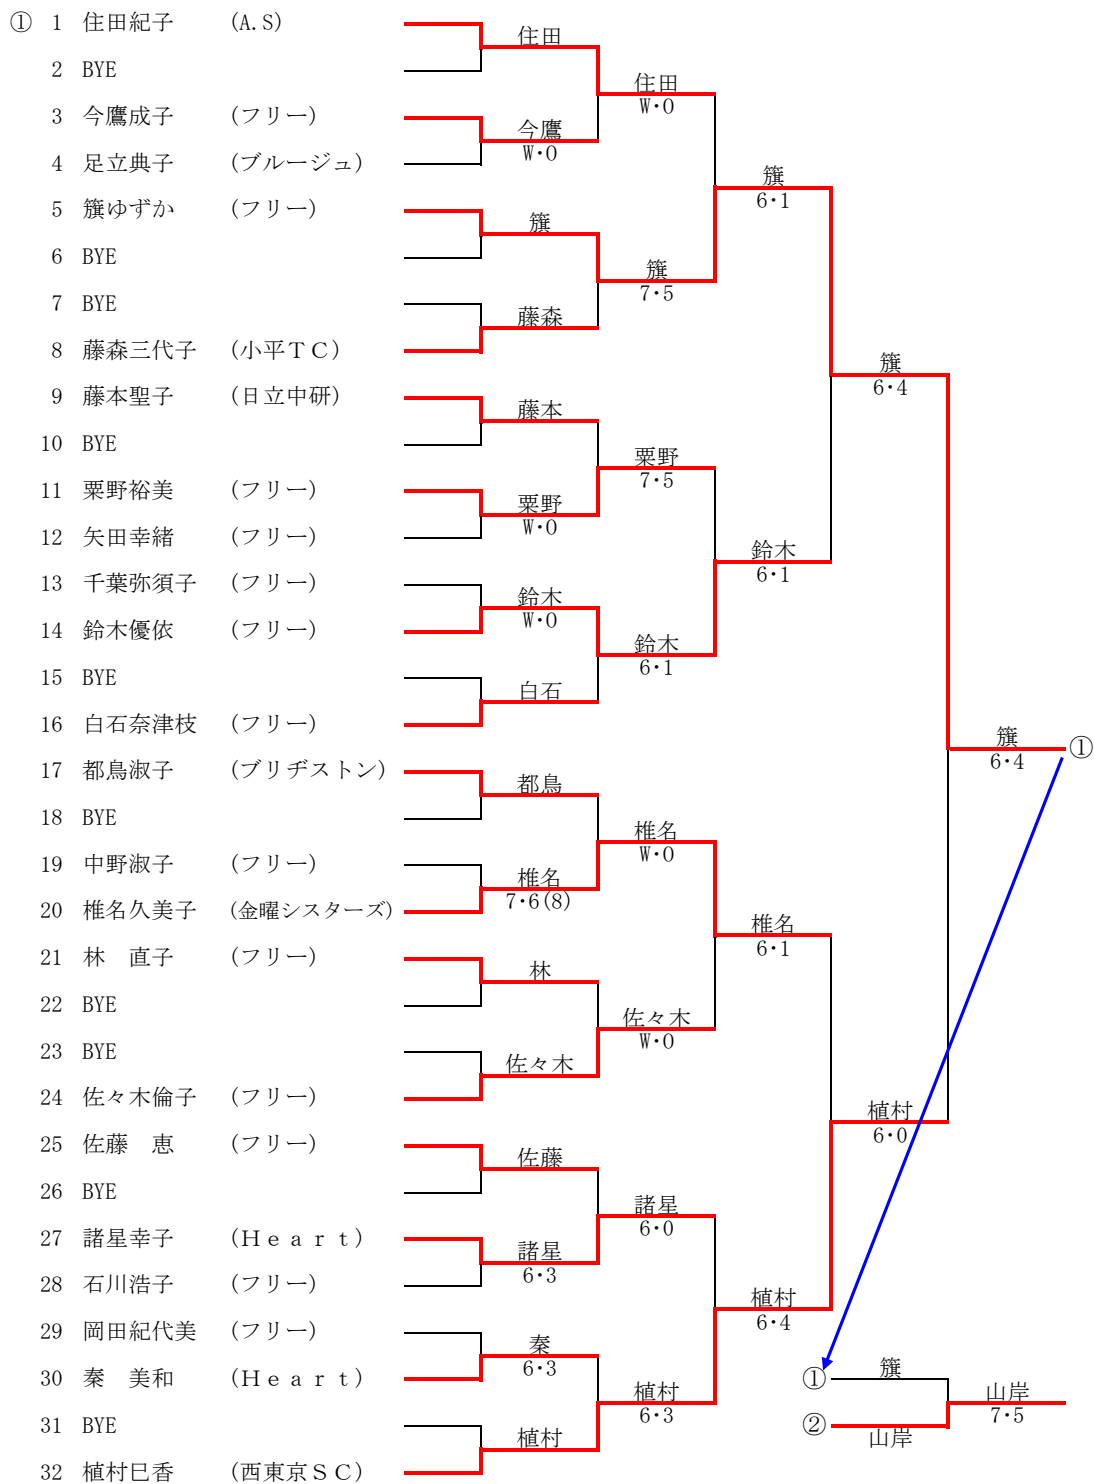 ① 1 住田紀子 (A.S)
2 BYE
3 今鷹成子 (フリー)
4 足立典子 (ブルージュ)
5 籏ゆずか (フリー)
6 BYE
7 BYE
8 藤森三代子 (小平ＴＣ)
9 藤本聖子 (日立中研)
10 BYE
11 粟野裕美 (フリー)
12 矢田幸緒 (フリー)
13 千葉弥須子 (フリー)
14 鈴木優依 (フリー)
15 BYE
16 白石奈津枝 (フリー)
17 都鳥淑子 (ブリヂストン)
18 BYE
19 中野淑子 (フリー)
20 椎名久美子 (金曜シスターズ)
21 林　直子 (フリー)
22 BYE
23 BYE
24 佐々木倫子 (フリー)
25 佐藤　恵 (フリー)
26 BYE
27 諸星幸子 (Ｈｅａｒｔ)
28 石川浩子 (フリー)
29 岡田紀代美 (フリー)
30 秦　美和 (Ｈｅａｒｔ)
31 BYE
32 植村巳香 (西東京ＳＣ)
住田
今鷹
W・0
籏
藤森
藤本
粟野
W・0
鈴木
W・0
白石
都鳥
椎名
7・6(8)
林
佐々木
佐藤
諸星
6・3
秦
6・3
植村
住田
W・0
籏
7・5
粟野
7・5
鈴木
6・1
椎名
W・0
佐々木
W・0
諸星
6・0
植村
6・3
籏
6・1
鈴木
6・1
椎名
6・1
植村
6・4
籏
6・4
植村
6・0
籏
6・4
①
① 籏
② 山岸
山岸
7・5